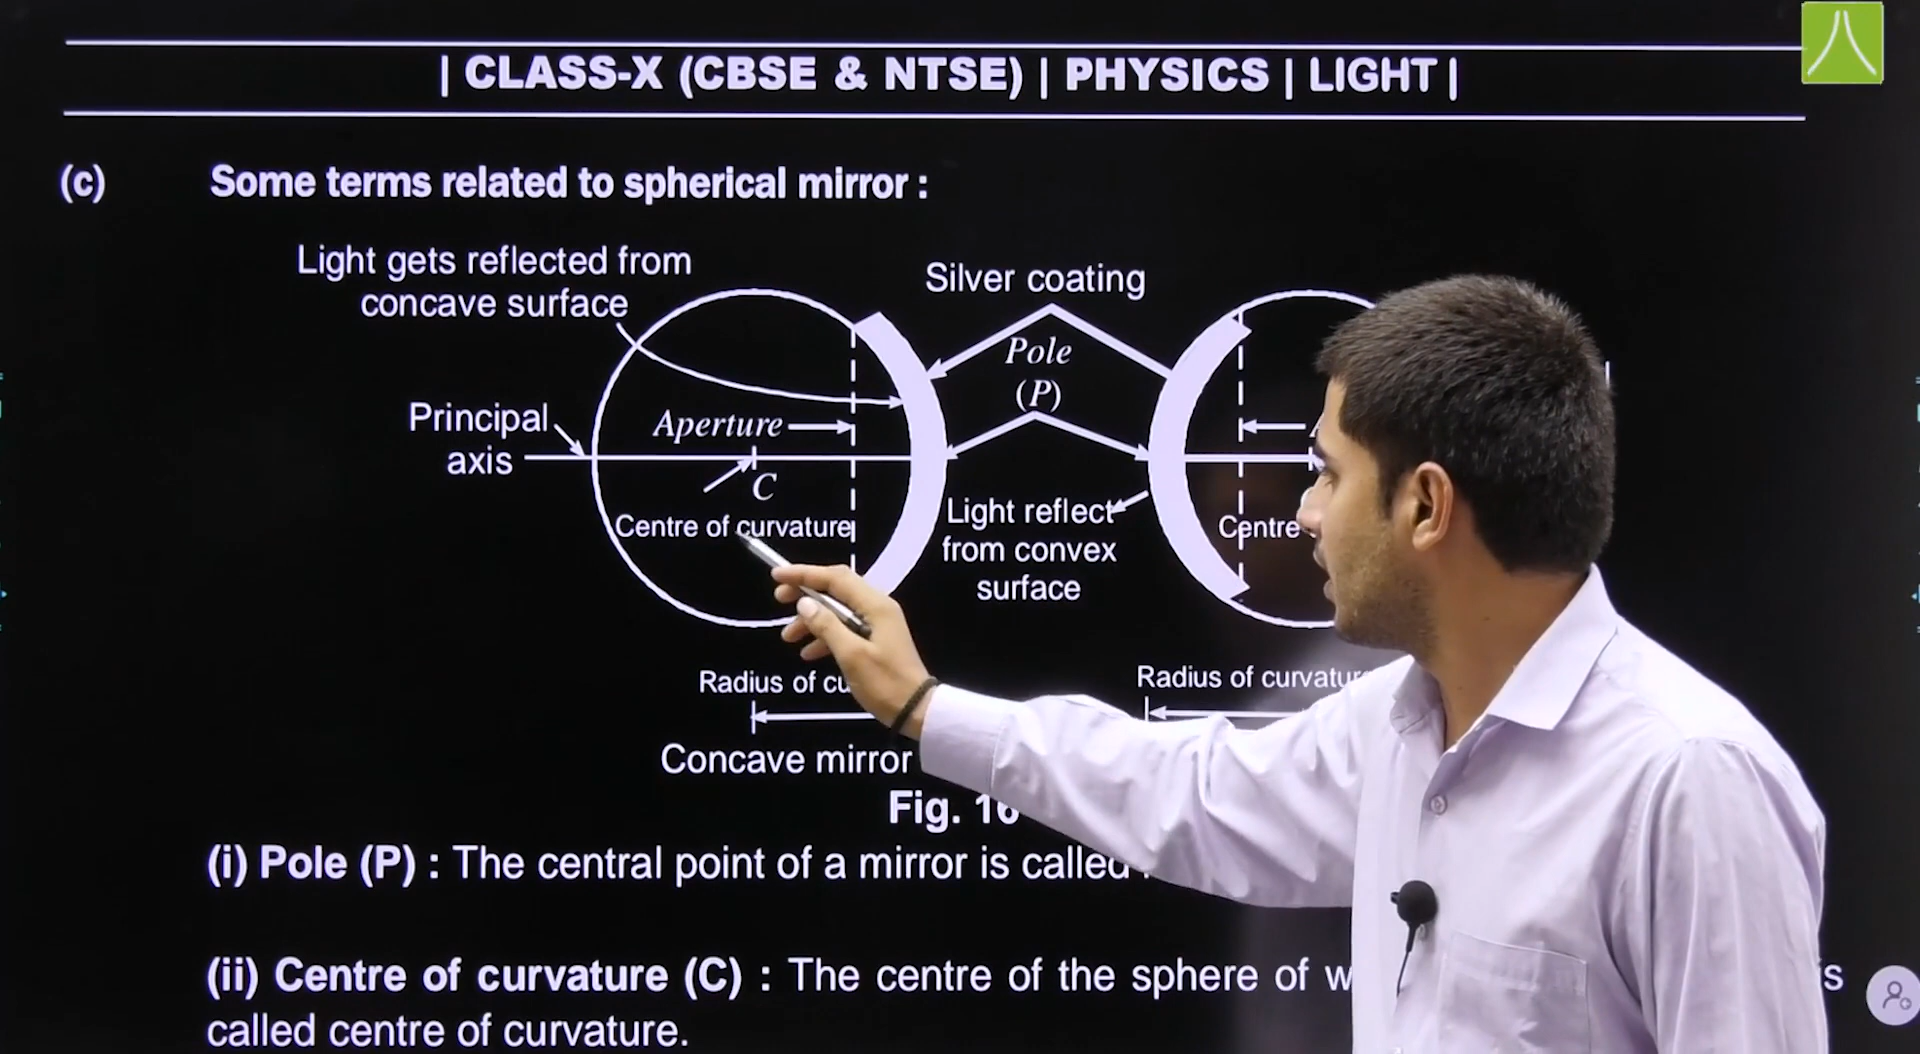 | CLASS-X (CBSE & NTSE) | PHYSICS | LIGHT |
(c) Some terms related to spherical mirror :
Light gets reflected from
concave surface
Silver coating
Pole
(P)
Principal
axis
Aperture
C
Centre of curvature
Light reflect
from convex
surface
Centre
Radius of
Radius of curvature
Concave mirror
Fig. 16
(i) Pole (P) : The central point of a mirror is called
(ii) Centre of curvature (C) : The centre of the sphere of is
called centre of curvature.